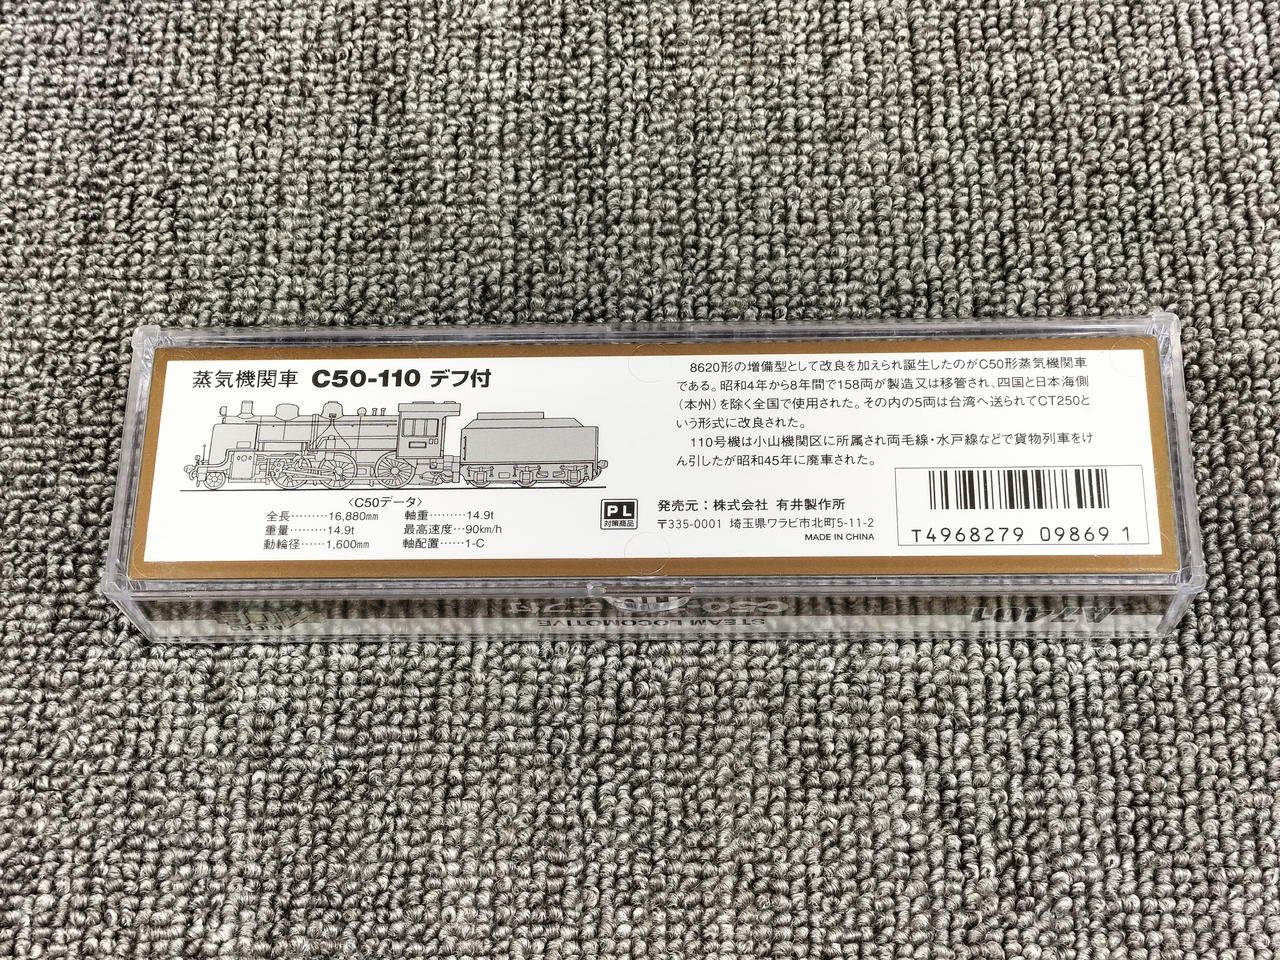 蒸気機関車 C50-110 デフ付
〈C50データ〉
全長………16,880mm 軸重………14.9t
重量………14.9t 最高速度…90km/h
動輪径……1,600mm 軸配置……1-C
8620形の増備型として改良を加えられ誕生したのがC50形蒸気機関車
である。昭和4年から8年間で158両が製造又は移管され、四国と日本海側
（本州）を除く全国で使用された。その内の5両は台湾へ送られてCT250と
いう形式に改良された。
110号機は小山機関区に所属され両毛線・水戸線などで貨物列車をけ
ん引したが昭和45年に廃車された。
PL
対策商品
発売元：株式会社 有井製作所
〒335-0001 埼玉県ワラビ市北町5-11-2
MADE IN CHINA
T4968279 09869 1
A7401
C50-110 デフ付
STEAM LOCOMOTIVE